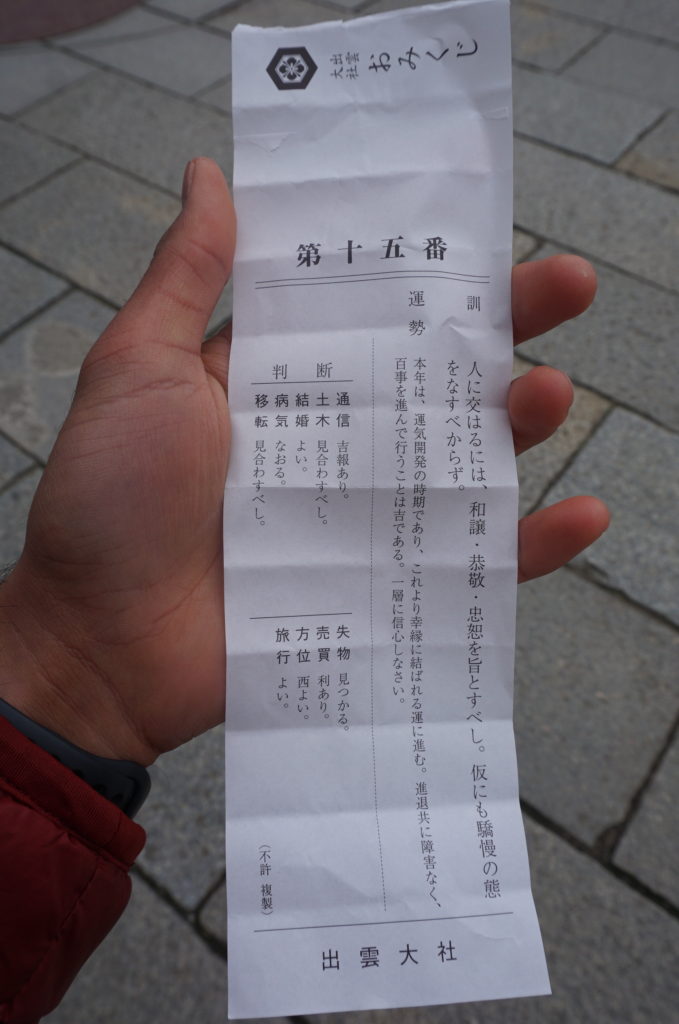 出雲
大社
おみくじ
第十五番
訓
人に交はるには、和譲・恭敬・忠恕を旨とすべし。仮にも驕慢の態
をなすべからず。
運勢
本年は、運気開発の時期であり、これより幸縁に結ばれる運に進む。進退共に障害なく、
百事を進んで行うことは吉である。一層に信心しなさい。
判断
通信 吉報あり。
土木 見合わすべし。
結婚 よい。
病気 なおる。
移転 見合わすべし。
失物 見つかる。
売買 利あり。
方位 西よい。
旅行 よい。
(不許 複製)
出雲大社